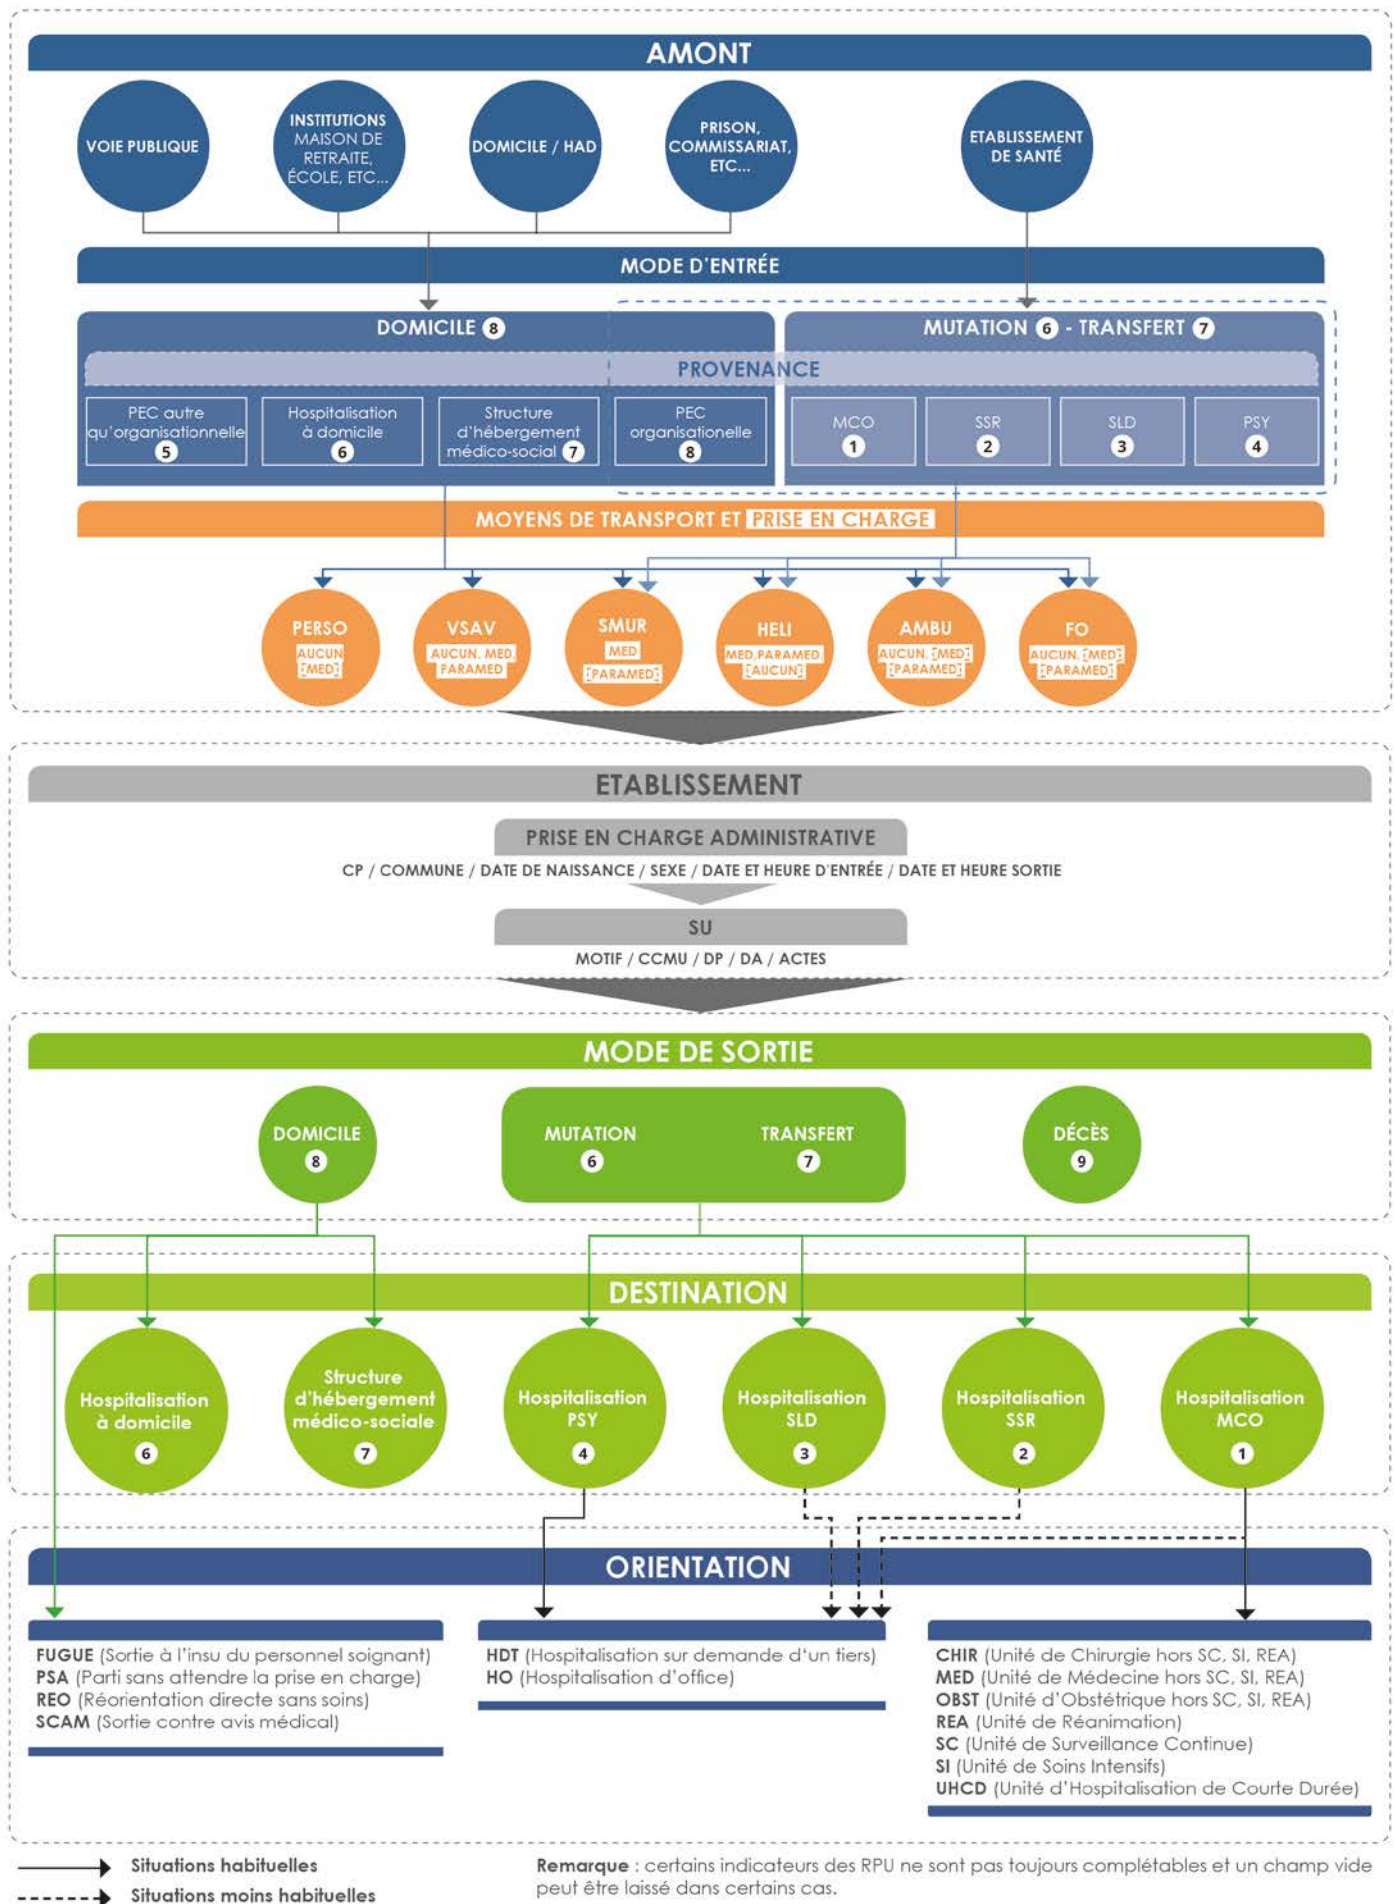 AMONT
VOIE PUBLIQUE
INSTITUTIONS
MAISON DE
RETRAITE,
ÉCOLE, ETC...
DOMICILE / HAD
PRISON,
COMMISSARIAT,
ETC...
ETABLISSEMENT
DE SANTÉ
MODE D'ENTRÉE
DOMICILE 8
MUTATION 6 - TRANSFERT 7
PROVENANCE
PEC autre
qu'organisationnelle
5
Hospitalisation
à domicile
6
Structure
d'hébergement
médico-social 7
PEC
organisationelle
8
MCO
1
SSR
2
SLD
3
PSY
4
MOYENS DE TRANSPORT ET PRISE EN CHARGE
PERSO
AUCUN
[MED]
VSAV
AUCUN, MED,
PARAMED
SMUR
MED
[PARAMED]
HELI
MED,PARAMED
[AUCUN]
AMBU
AUCUN, [MED]
[PARAMED]
FO
AUCUN, [MED]
[PARAMED]
ETABLISSEMENT
PRISE EN CHARGE ADMINISTRATIVE
CP / COMMUNE / DATE DE NAISSANCE / SEXE / DATE ET HEURE D'ENTRÉE / DATE ET HEURE SORTIE
SU
MOTIF / CCMU / DP / DA / ACTES
MODE DE SORTIE
DOMICILE
8
MUTATION
6
TRANSFERT
7
DÉCÈS
9
DESTINATION
Hospitalisation
à domicile
6
Structure
d'hébergement
médico-sociale
7
Hospitalisation
PSY
4
Hospitalisation
SLD
3
Hospitalisation
SSR
2
Hospitalisation
MCO
1
ORIENTATION
FUGUE (Sortie à l'insu du personnel soignant)
PSA (Parti sans attendre la prise en charge)
REO (Réorientation directe sans soins)
SCAM (Sortie contre avis médical)
HDT (Hospitalisation sur demande d'un tiers)
HO (Hospitalisation d'office)
CHIR (Unité de Chirurgie hors SC, SI, REA)
MED (Unité de Médecine hors SC, SI, REA)
OBST (Unité d'Obstétrique hors SC, SI, REA)
REA (Unité de Réanimation)
SC (Unité de Surveillance Continue)
SI (Unité de Soins Intensifs)
UHCD (Unité d'Hospitalisation de Courte Durée)
Situations habituelles
Situations moins habituelles
Remarque : certains indicateurs des RPU ne sont pas toujours complétables et un champ vide
peut être laissé dans certains cas.